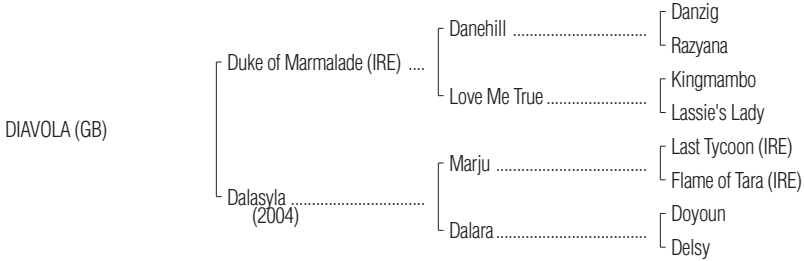 Danzig
Danehill ................................
Razyana
Duke of Marmalade (IRE) ....
Kingmambo
Love Me True ........................
Lassie's Lady
DIAVOLA (GB)
Last Tycoon (IRE)
Marju ....................................
Flame of Tara (IRE)
Dalasyla ................................
(2004)
Doyoun
Dalara ....................................
Delsy